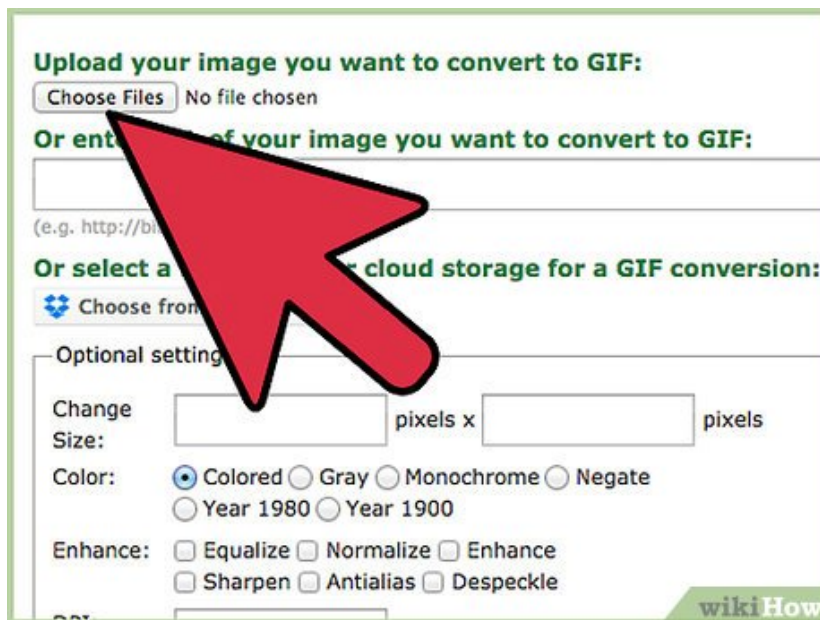 Upload your image you want to convert to GIF:
Choose Files No file chosen
Or of your image you want to convert to GIF:
(e.g. http://
Or select a cloud storage for a GIF conversion:
Choose from
Optional setting
Change
Size:
pixels x
pixels
Color:
Colored Gray Monochrome Negate
Year 1980 Year 1900
Enhance:
Equalize Normalize Enhance
Sharpen Antialias Despeckle
wikiHow